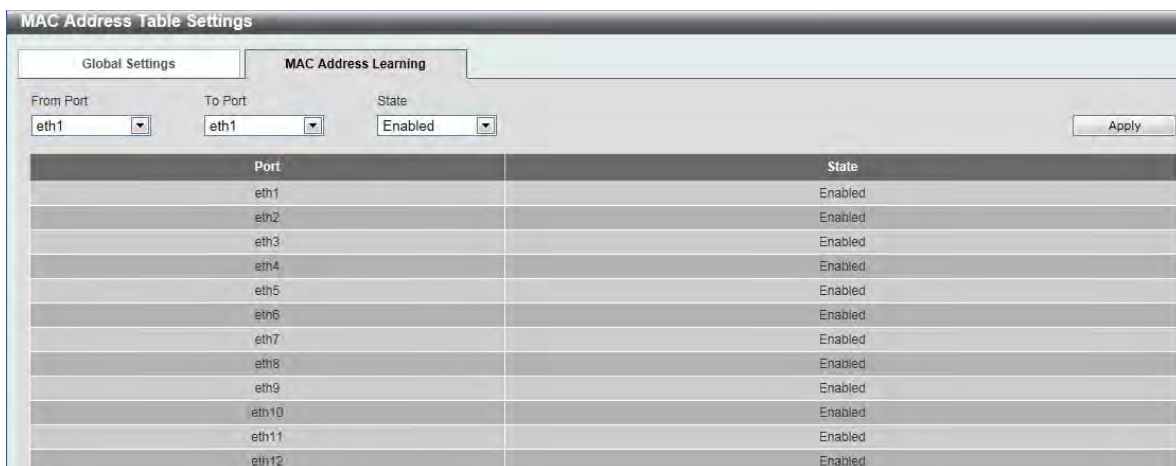 MAC Address Table Settings
Global Settings MAC Address Learning
From Port To Port State
eth1 eth1 Enabled Apply
Port State
eth1 Enabled
eth2 Enabled
eth3 Enabled
eth4 Enabled
eth5 Enabled
eth6 Enabled
eth7 Enabled
eth8 Enabled
eth9 Enabled
eth10 Enabled
eth11 Enabled
eth12 Enabled